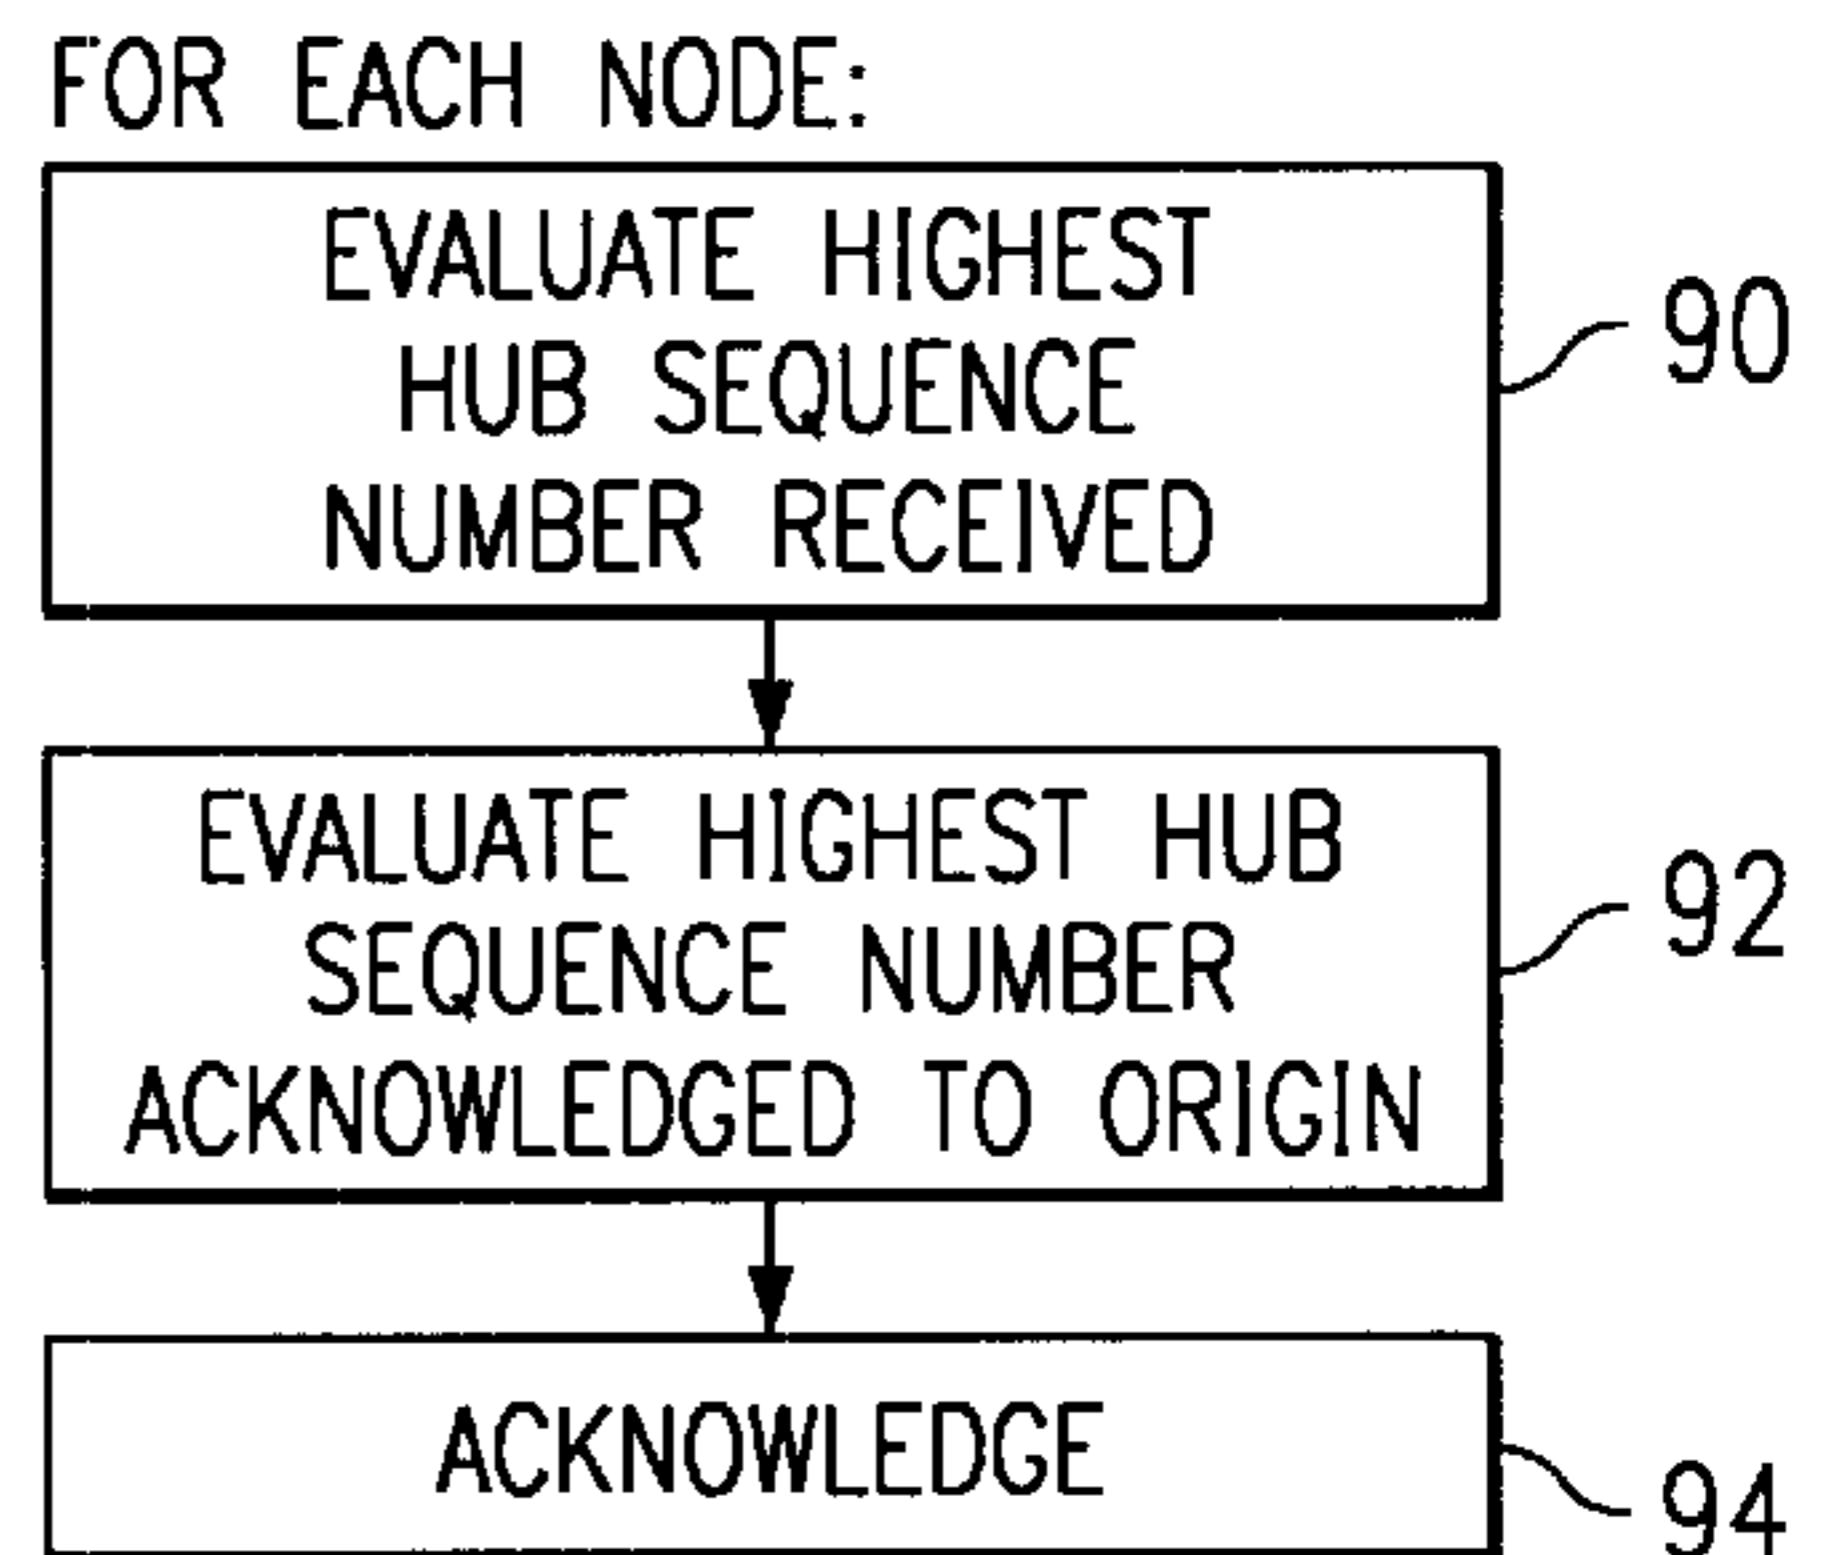 FOR EACH NODE:
EVALUATE HIGHEST
HUB SEQUENCE
NUMBER RECEIVED
90
EVALUATE HIGHEST HUB
SEQUENCE NUMBER
ACKNOWLEDGED TO ORIGIN
92
ACKNOWLEDGE
94